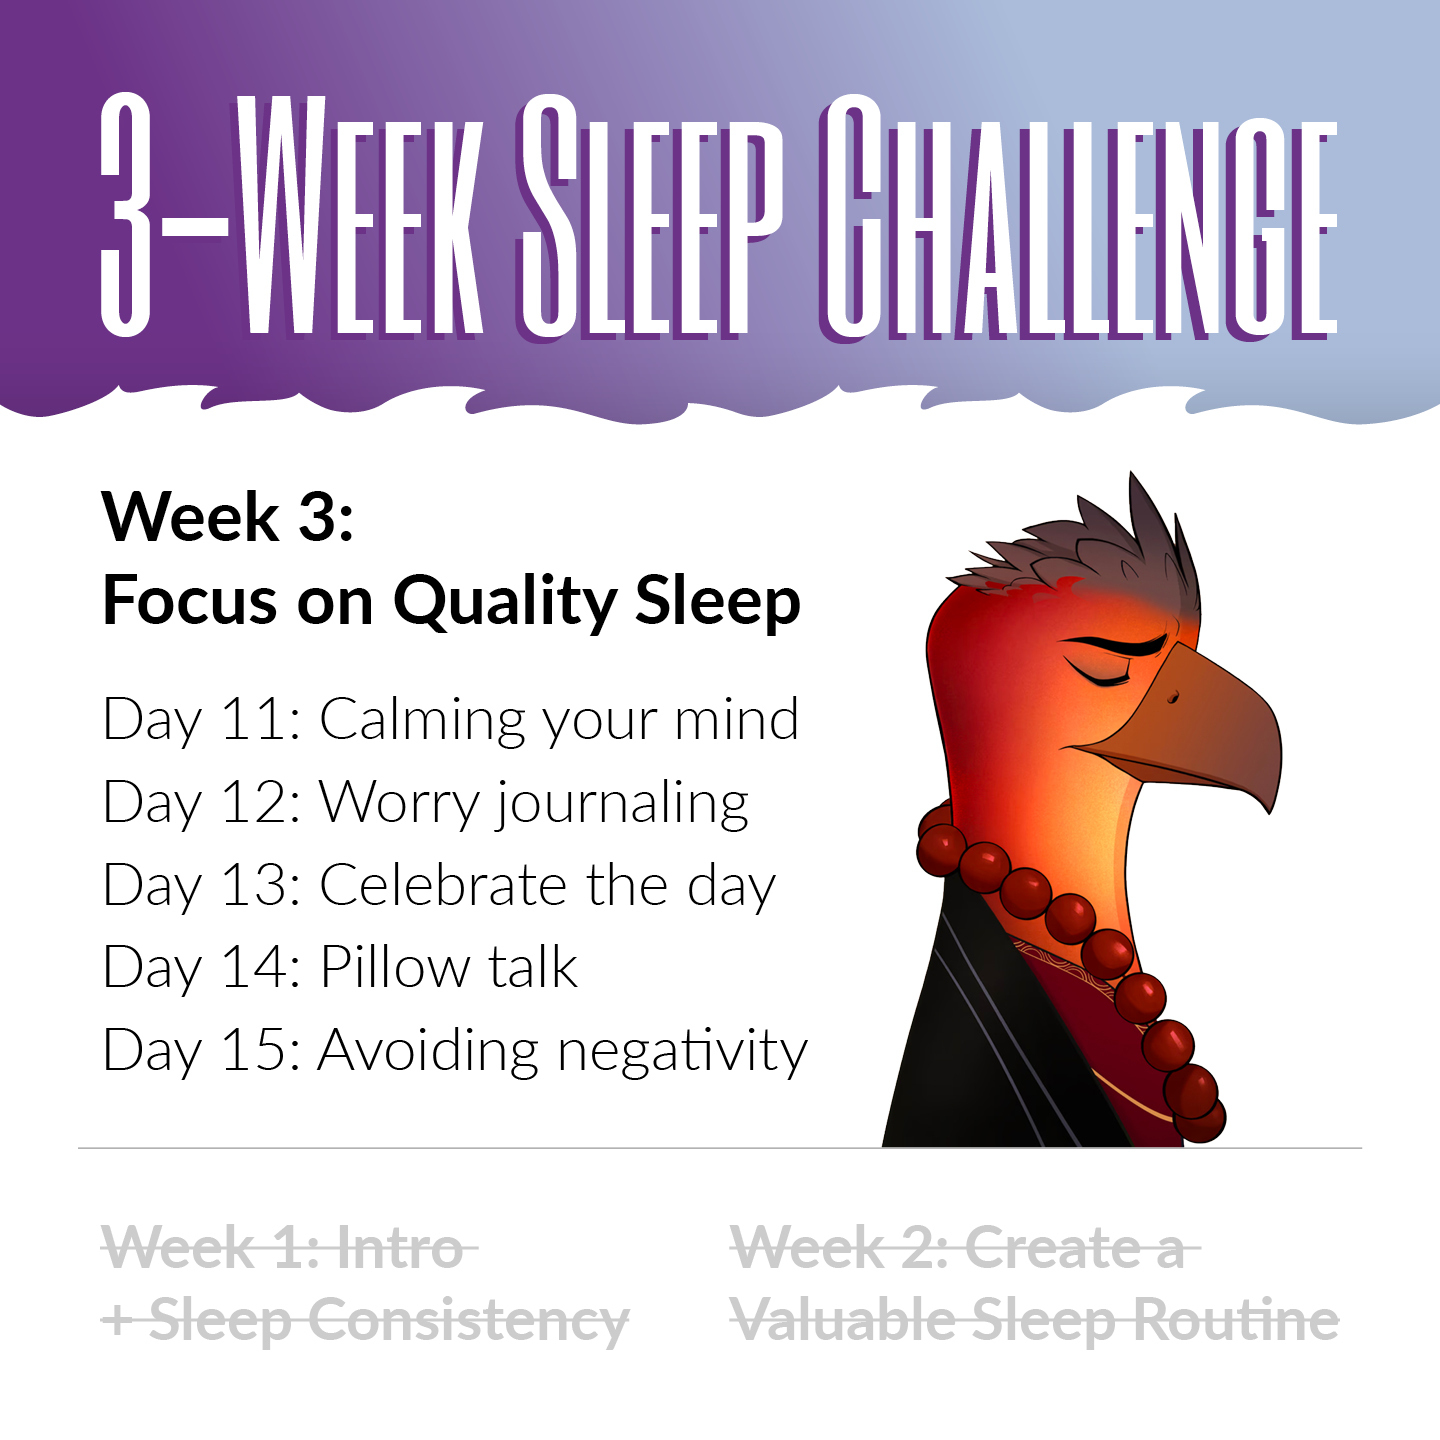 3–Week Sleep Challenge
Week 3:
Focus on Quality Sleep
Day 11: Calming your mind
Day 12: Worry journaling
Day 13: Celebrate the day
Day 14: Pillow talk
Day 15: Avoiding negativity
Week 1: Intro
+ Sleep Consistency
Week 2: Create a
Valuable Sleep Routine